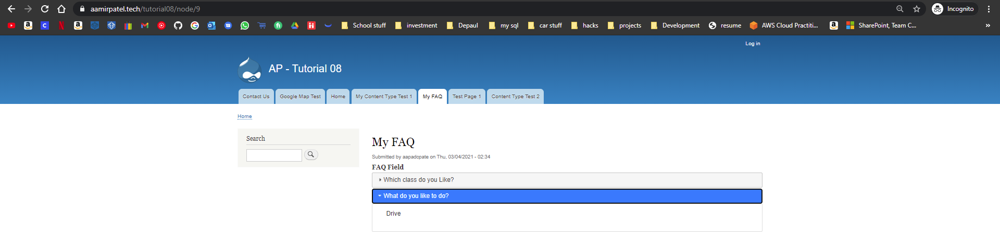 aamirpatel.tech/tutorial08/node/9
Incognito
School stuff investment Depaul my sql car stuff hacks projects Development resume AWS Cloud Practiti... SharePoint, Team C...
Log in
AP - Tutorial 08
Contact Us Google Map Test Home My Content Type Test 1 My FAQ Test Page 1 Content Type Test 2
Home
Search
My FAQ
Submitted by aapadcpate on Thu, 03/04/2021 - 02:34
FAQ Field
Which class do you Like?
What do you like to do?
Drive